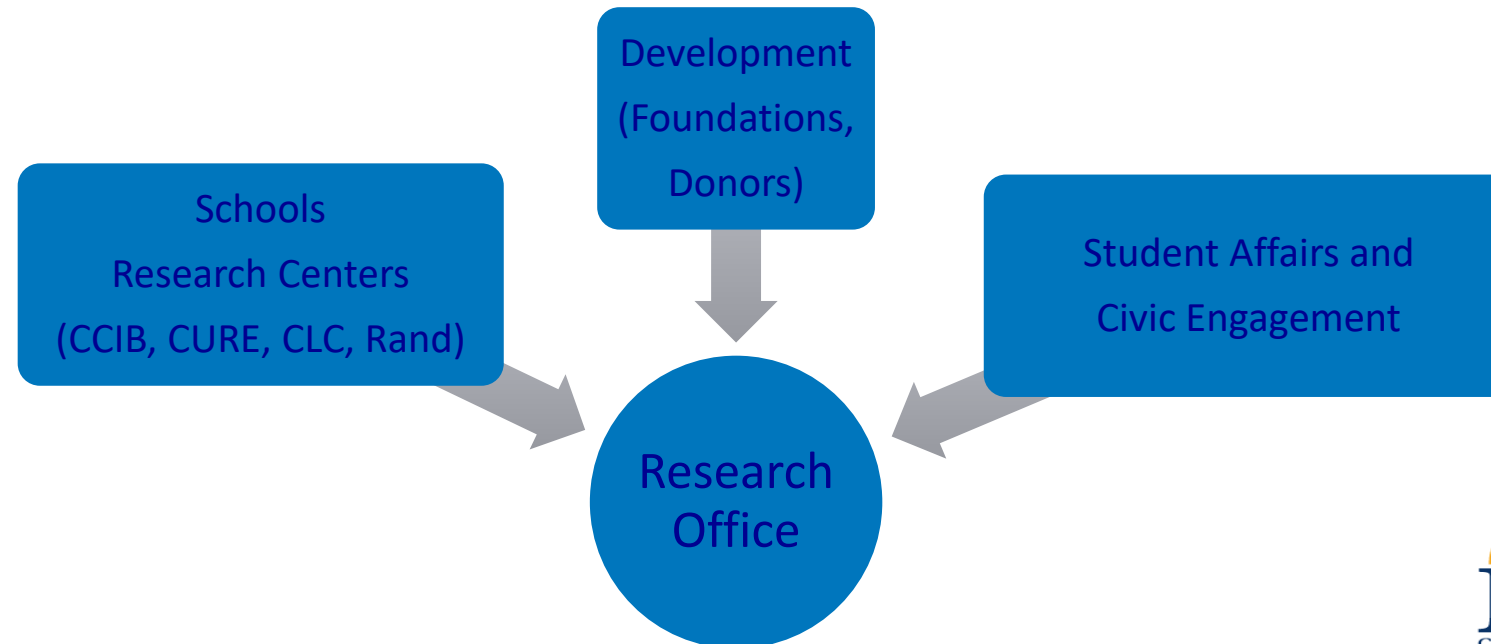 Development
(Foundations,
Donors)
Schools
Research Centers
(CCIB, CURE, CLC, Rand)
Student Affairs and
Civic Engagement
Research
Office